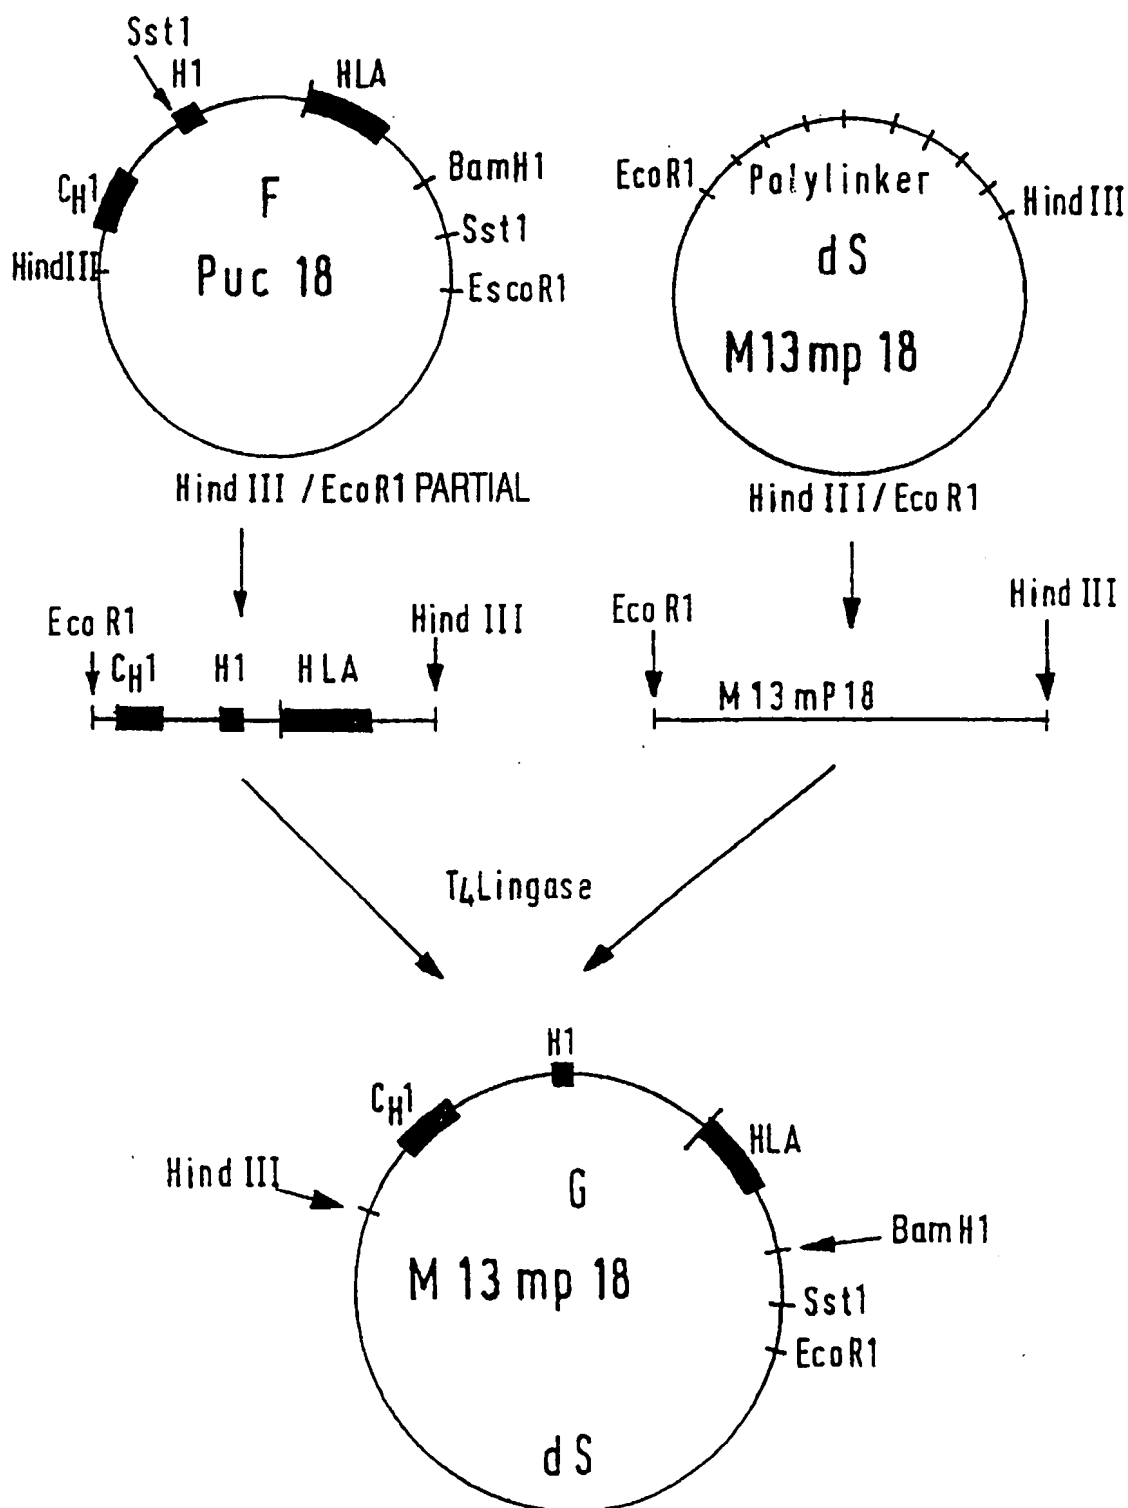 Sst1
H1
HLA
CH1
BamH1
F
Sst1
HindIII
Puc 18
EscoR1
EcoR1
Polylinker
HindIII
dS
M13mp 18
Hind III / EcoR1 PARTIAL
Hind III / Eco R1
Eco R1
Hind III
CH1
H1
HLA
Eco R1
Hind III
M 13 mP 18
T4Lingase
H1
CH1
HLA
Hind III
G
BamH1
M 13 mp 18
Sst1
EcoR1
dS